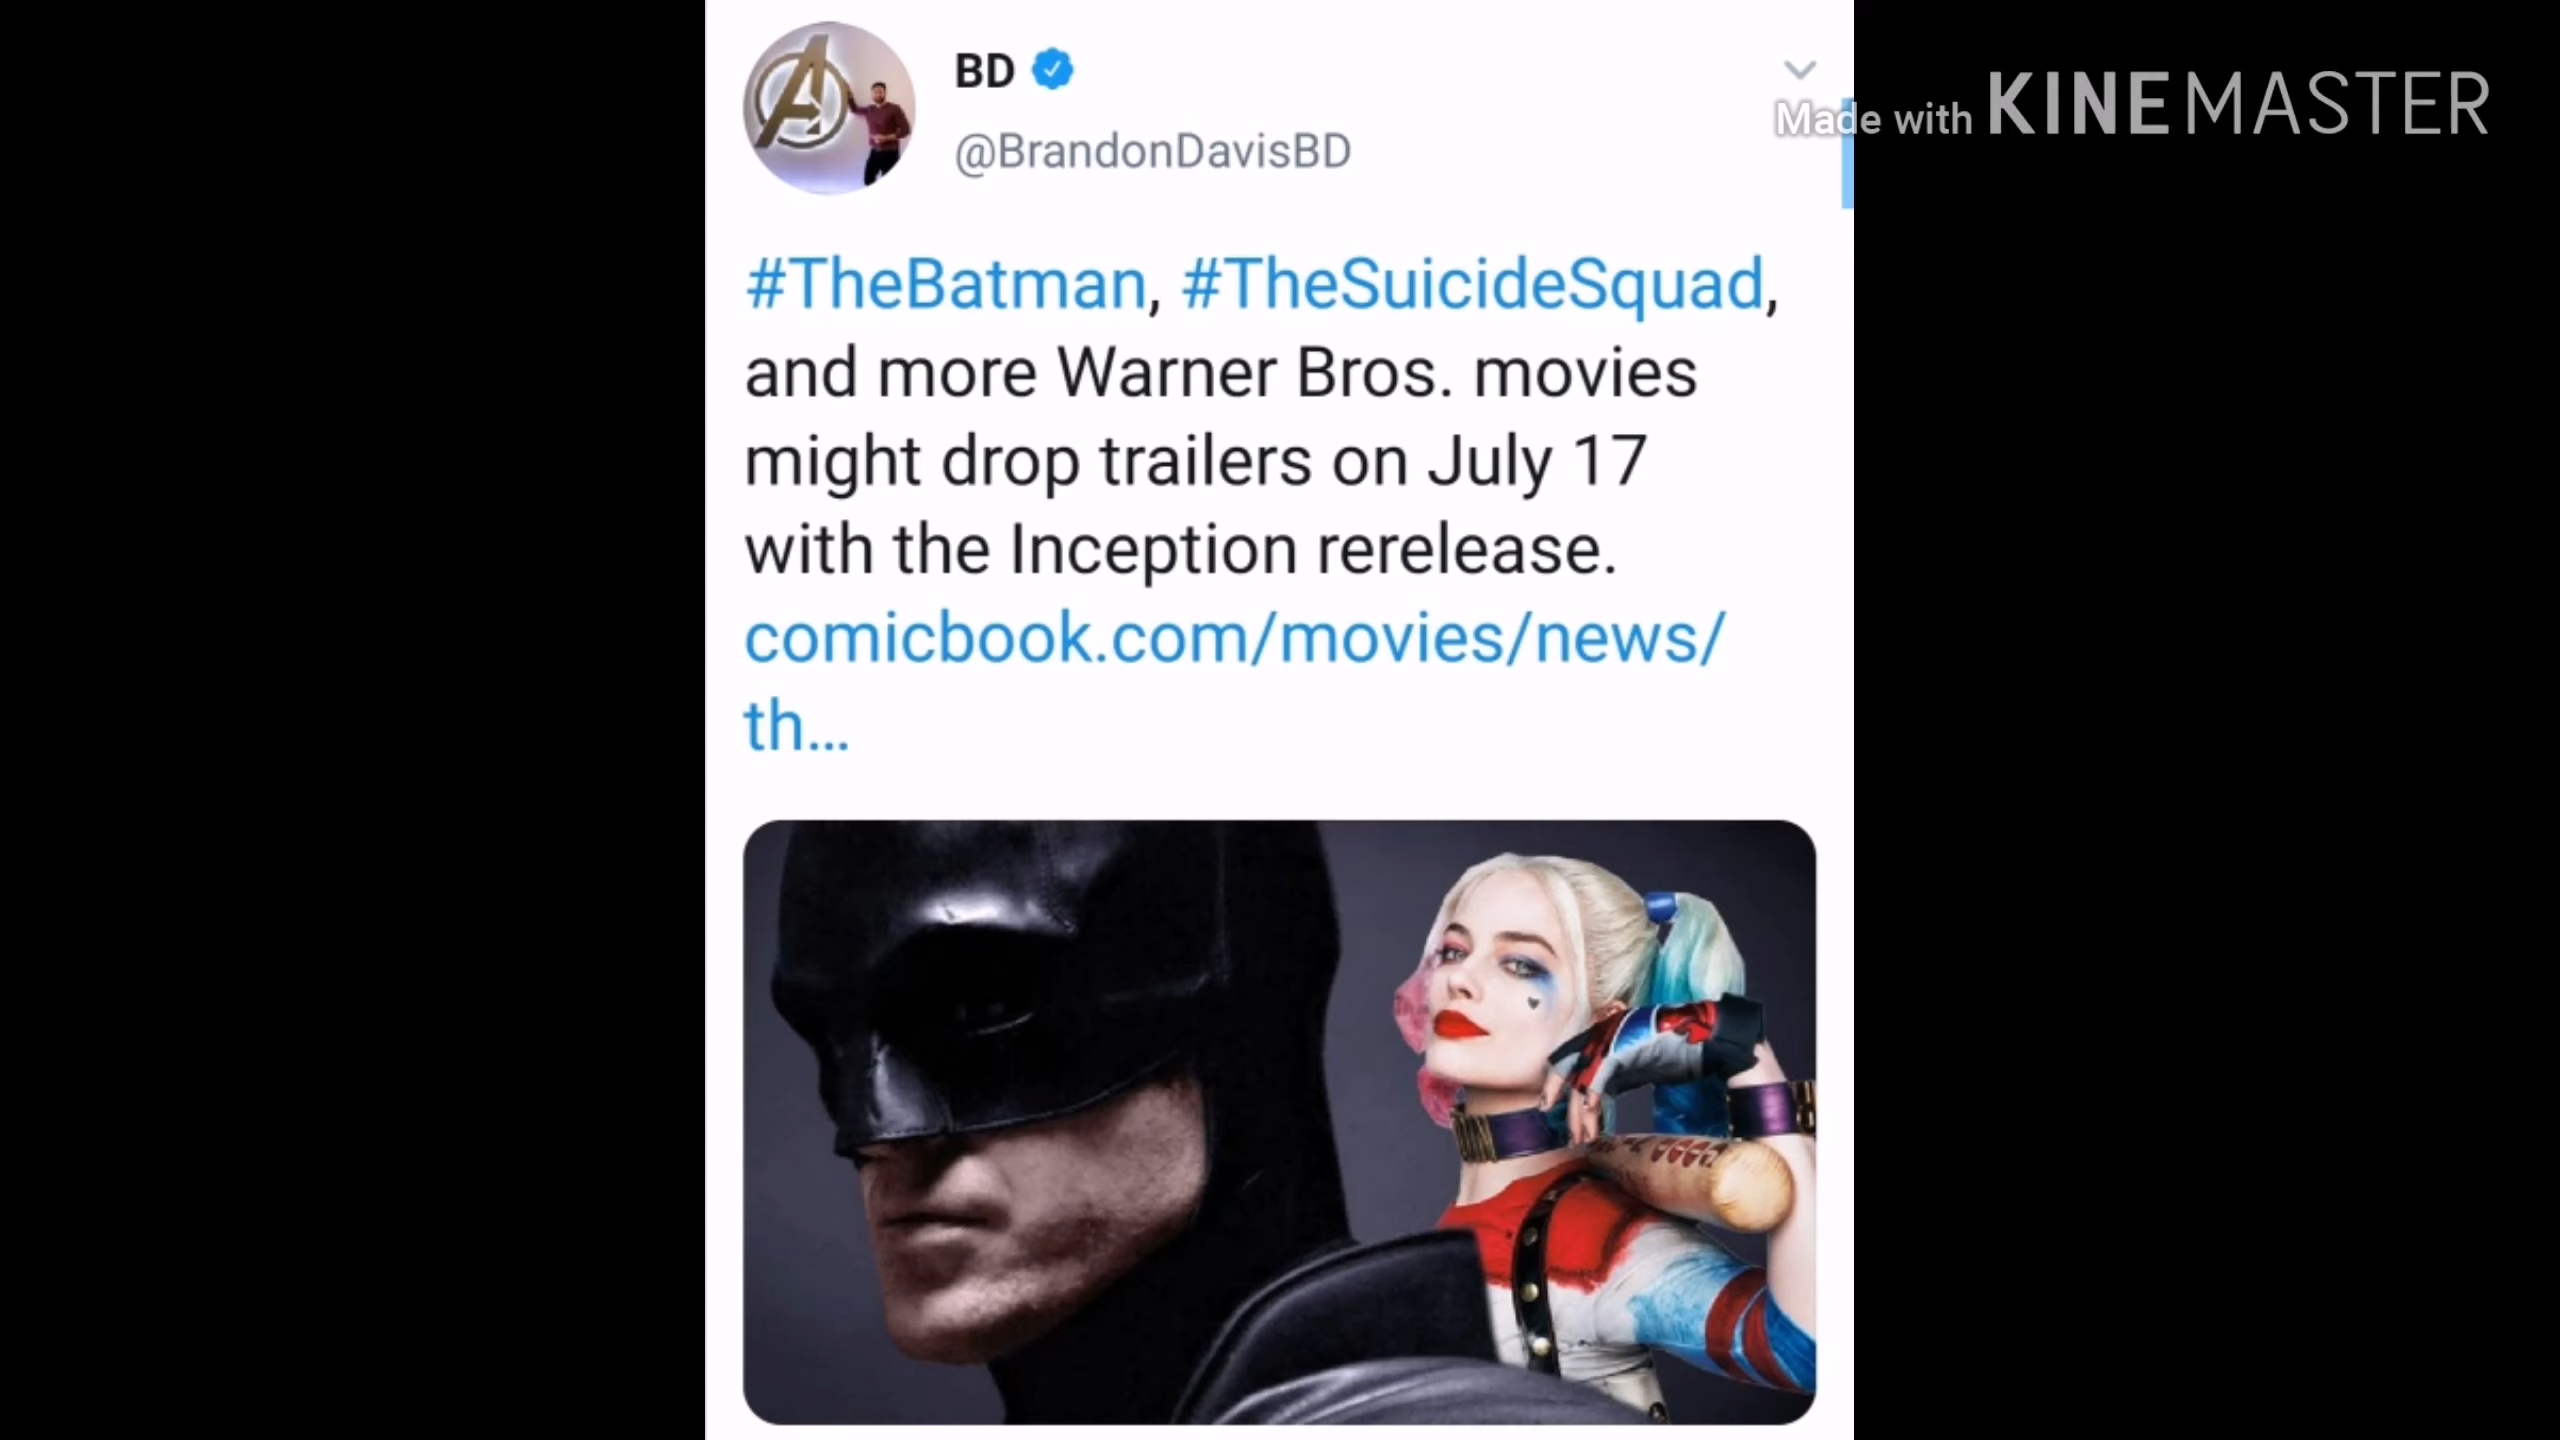 BD
@BrandonDavisBD
Made with KINEMASTER
#TheBatman, #TheSuicideSquad,
and more Warner Bros. movies
might drop trailers on July 17
with the Inception rerelease.
comicbook.com/movies/news/
th…